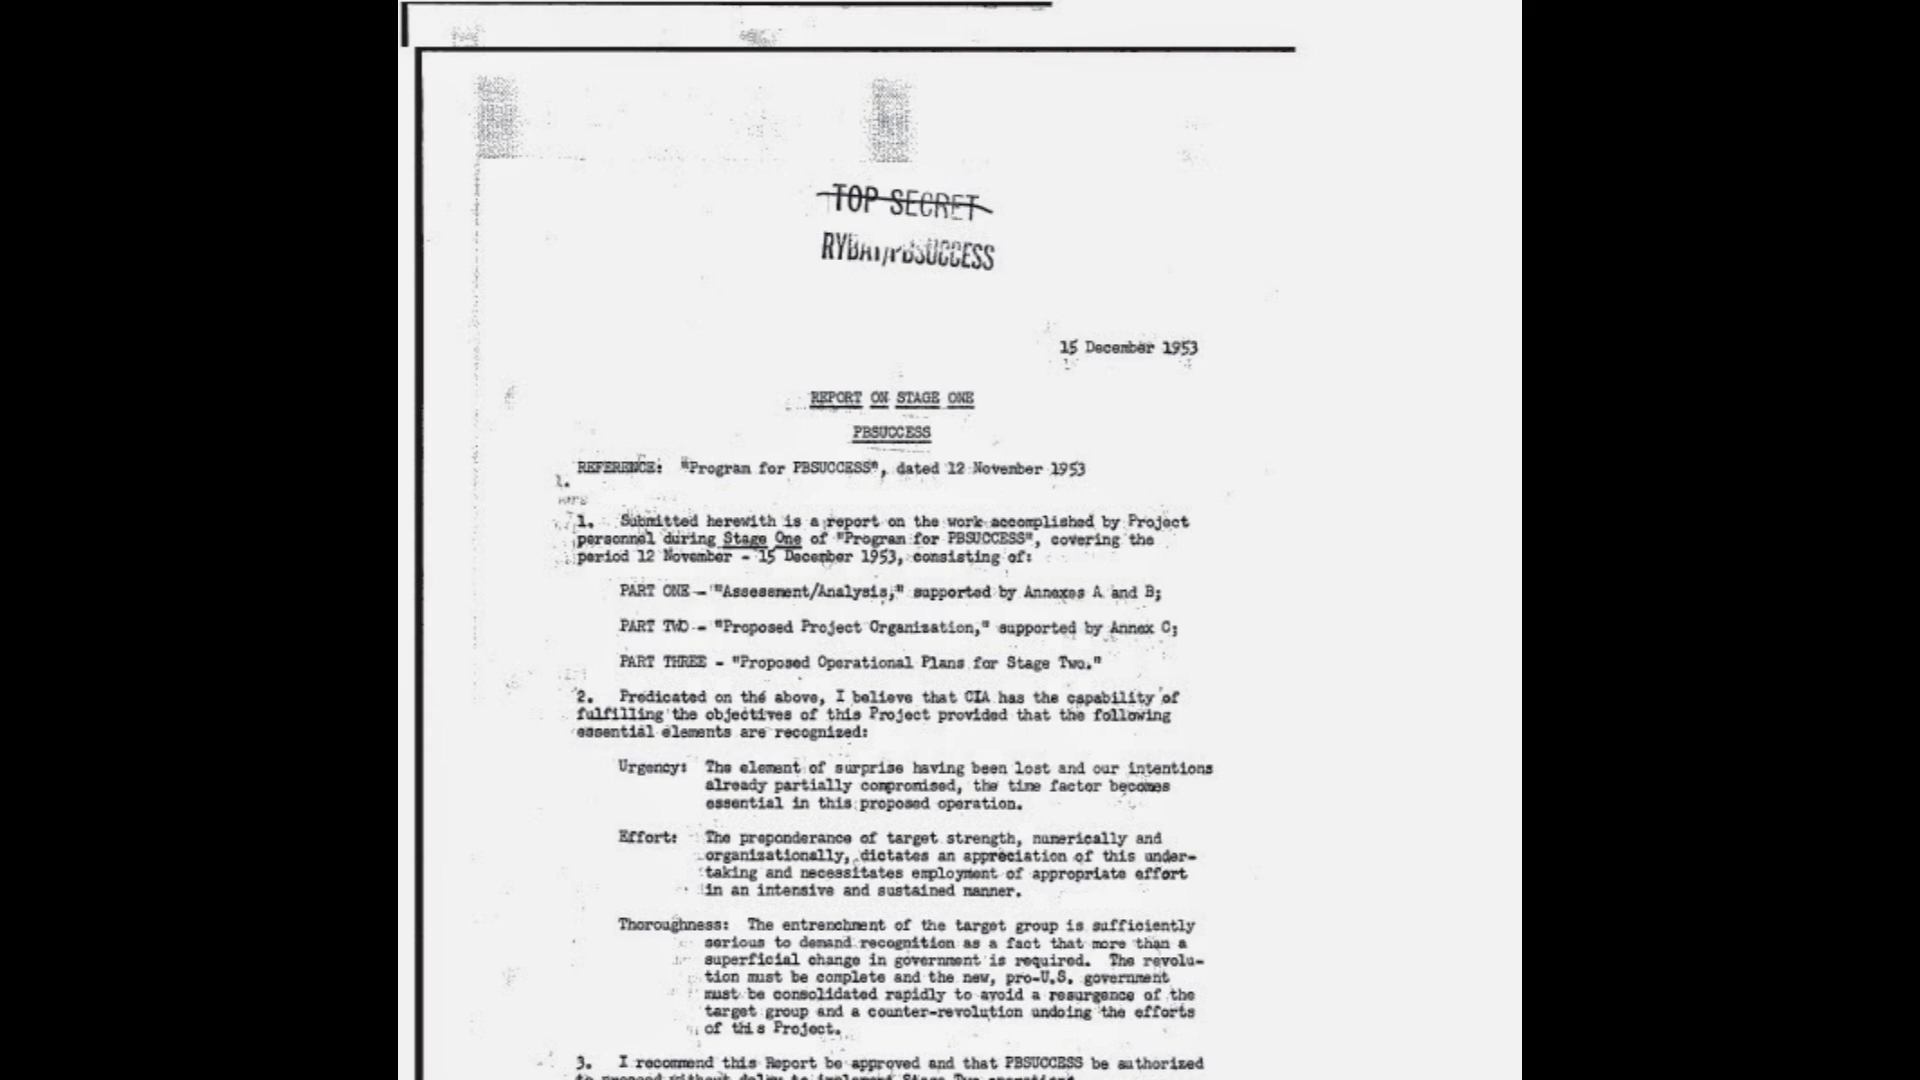 TOP SECRET
RYBAT/PBSUCCESS
15 December 1953
REPORT ON STAGE ONE
PBSUCCESS
REFERENCE: "Program for PBSUCCESS", dated 12 November 1953
1.
1. Submitted herewith is a report on the work accomplished by Project
personnel during Stage One of "Program for PBSUCCESS", covering the
period 12 November - 15 December 1953, consisting of:
PART ONE - "Assessment/Analysis," supported by Annexes A and B;
PART TWO - "Proposed Project Organization," supported by Annex C;
PART THREE - "Proposed Operational Plans for Stage Two."
2. Predicated on the above, I believe that CIA has the capability of
fulfilling the objectives of this Project provided that the following
essential elements are recognized:
Urgency: The element of surprise having been lost and our intentions
already partially compromised, the time factor becomes
essential in this proposed operation.
Effort: The preponderance of target strength, numerically and
organizationally, dictates an appreciation of this under-
taking and necessitates employment of appropriate effort
in an intensive and sustained manner.
Thoroughness: The entrenchment of the target group is sufficiently
serious to demand recognition as a fact that more than a
superficial change in government is required. The revolu-
tion must be complete and the new, pro-U.S. government
must be consolidated rapidly to avoid a resurgence of the
target group and a counter-revolution undoing the efforts
of this Project.
3. I recommend this Report be approved and that PBSUCCESS be authorized
to proceed without delay to implement Stage Two operations.